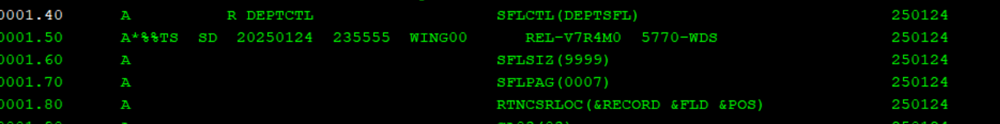 0001.40 A R DEPTCTL SFLCTL(DEPTSFL) 250124
0001.50 A*%%TS SD 20250124 235555 WING00 REL-V7R4M0 5770-WDS 250124
0001.60 A SFLSIZ(9999) 250124
0001.70 A SFLPAG(0007) 250124
0001.80 A RTNCSRLOC(&RECORD &FLD &POS) 250124